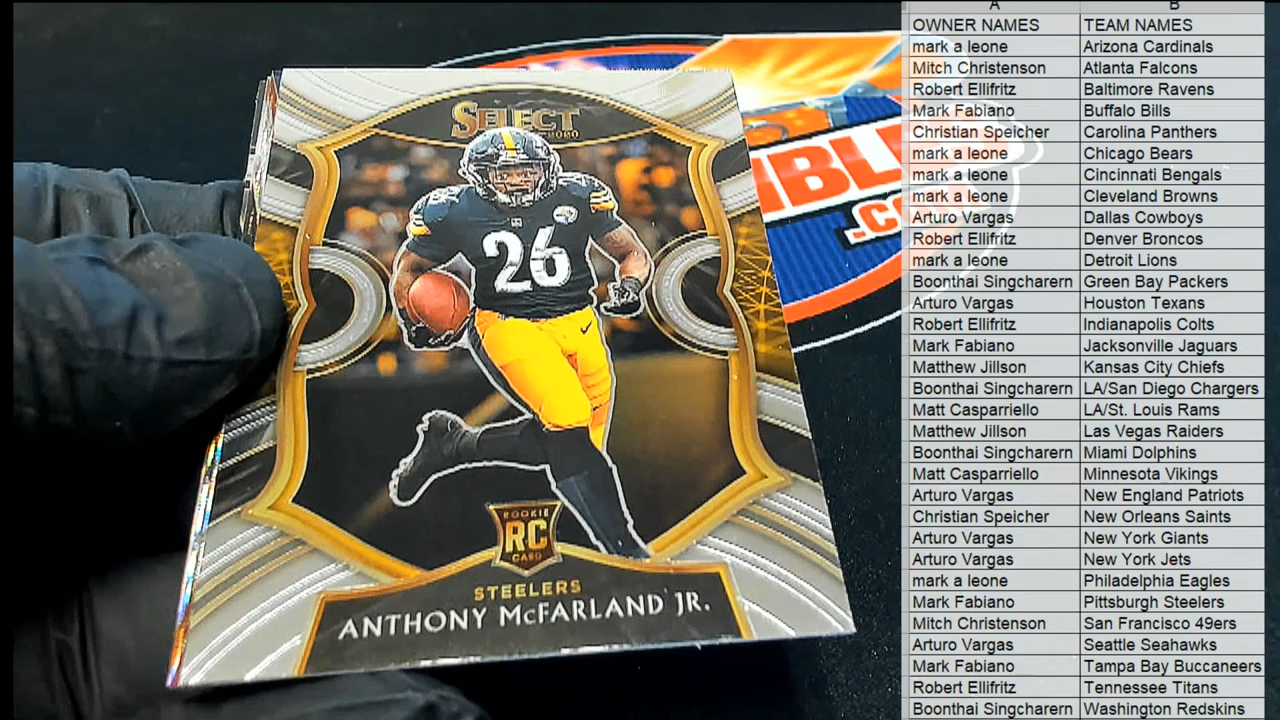 SELECT
2020
26
ROOKIE
RC
CARD
STEELERS
ANTHONY McFARLAND JR.
.CO
A B
OWNER NAMES TEAM NAMES
mark a leone Arizona Cardinals
Mitch Christenson Atlanta Falcons
Robert Ellifritz Baltimore Ravens
Mark Fabiano Buffalo Bills
Christian Speicher Carolina Panthers
mark a leone Chicago Bears
mark a leone Cincinnati Bengals
mark a leone Cleveland Browns
Arturo Vargas Dallas Cowboys
Robert Ellifritz Denver Broncos
mark a leone Detroit Lions
Boonthai Singcharern Green Bay Packers
Arturo Vargas Houston Texans
Robert Ellifritz Indianapolis Colts
Mark Fabiano Jacksonville Jaguars
Matthew Jillson Kansas City Chiefs
Boonthai Singcharern LA/San Diego Chargers
Matt Casparriello LA/St. Louis Rams
Matthew Jillson Las Vegas Raiders
Boonthai Singcharern Miami Dolphins
Matt Casparriello Minnesota Vikings
Arturo Vargas New England Patriots
Christian Speicher New Orleans Saints
Arturo Vargas New York Giants
Arturo Vargas New York Jets
mark a leone Philadelphia Eagles
Mark Fabiano Pittsburgh Steelers
Mitch Christenson San Francisco 49ers
Arturo Vargas Seattle Seahawks
Mark Fabiano Tampa Bay Buccaneers
Robert Ellifritz Tennessee Titans
Boonthai Singcharern Washington Redskins